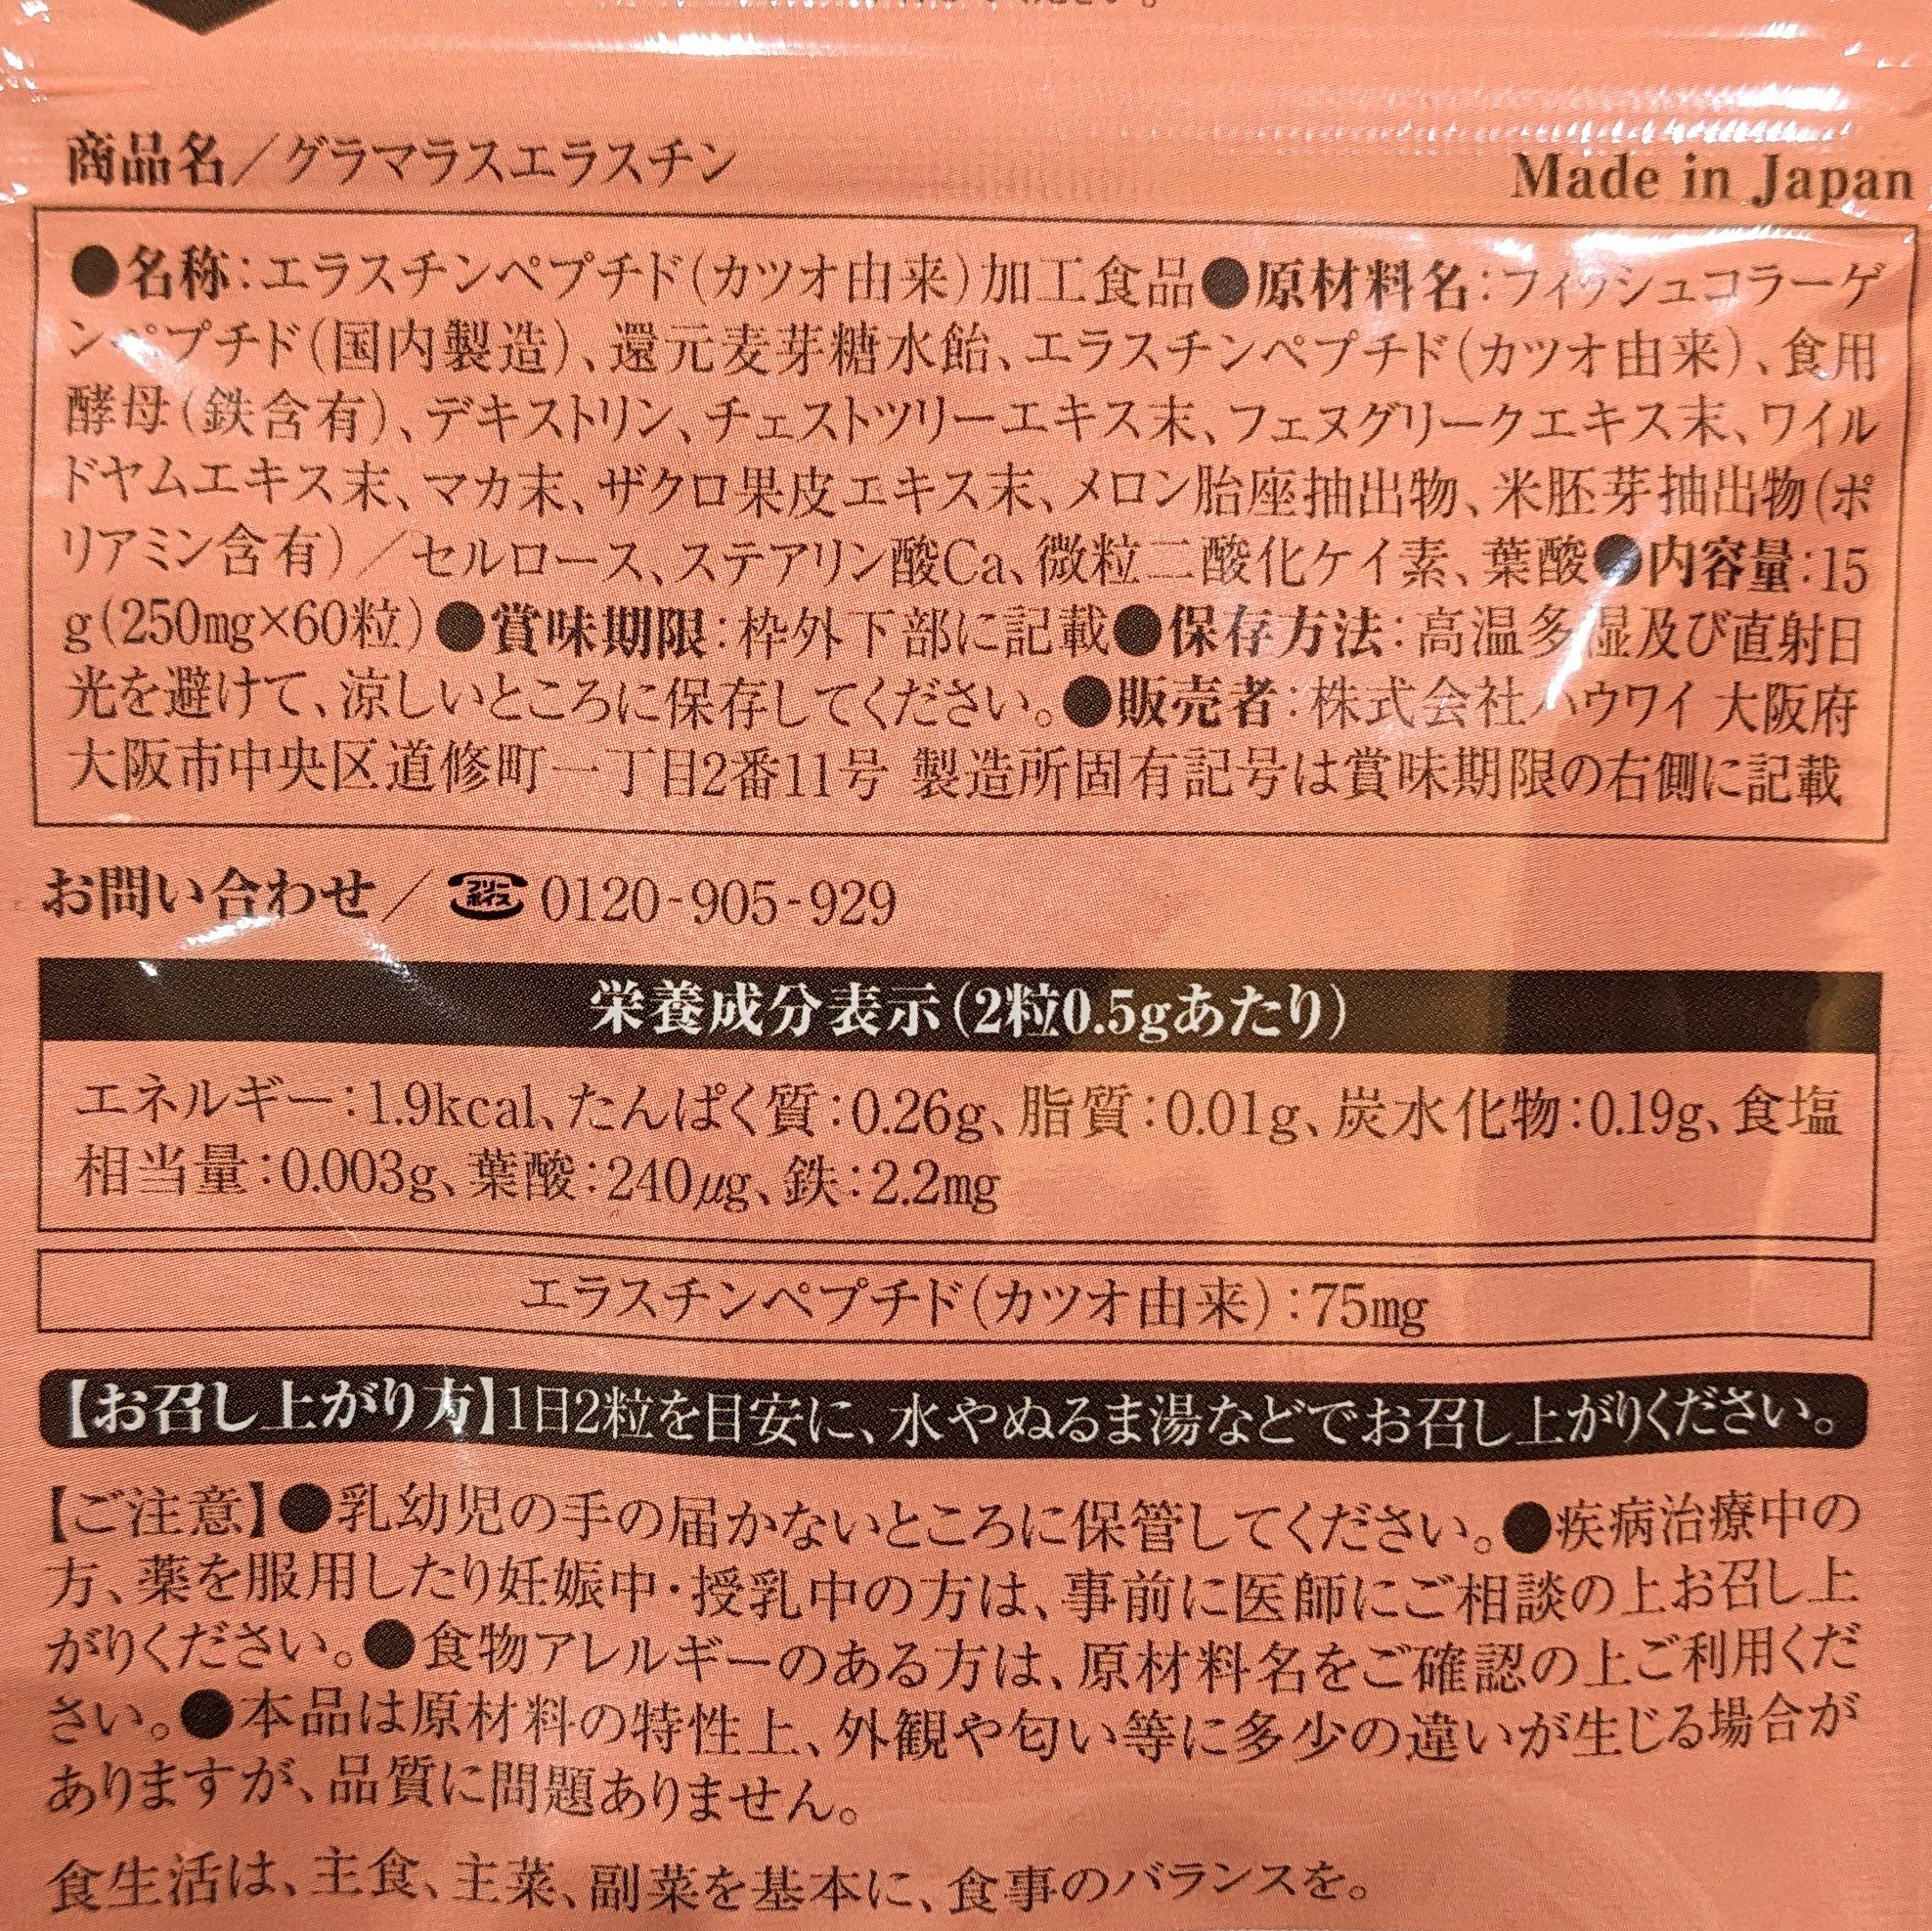 商品名／グラマラスエラスチン
Made in Japan
●名称:エラスチンペプチド(カツオ由来)加工食品●原材料名:フィッシュコラーゲ
ンペプチド(国内製造)、還元麦芽糖水飴、エラスチンペプチド(カツオ由来)、食用
酵母(鉄含有)、デキストリン、チェストツリーエキス末、フェヌグリークエキス末、ワイル
ドヤムエキス末、マカ末、ザクロ果皮エキス末、メロン胎座抽出物、米胚芽抽出物(ポ
リアミン含有)／セルロース、ステアリン酸Ca、微粒二酸化ケイ素、葉酸●内容量:15
g(250mg×60粒)●賞味期限:枠外下部に記載●保存方法:高温多湿及び直射日
光を避けて、涼しいところに保存してください。●販売者:株式会社ハウワイ 大阪府
大阪市中央区道修町一丁目2番11号 製造所固有記号は賞味期限の右側に記載
お問い合わせ／フリーボイス 0120-905-929
栄養成分表示(2粒0.5gあたり)
エネルギー:1.9kcal、たんぱく質:0.26g、脂質:0.01g、炭水化物:0.19g、食塩
相当量:0.003g、葉酸:240μg、鉄:2.2mg
エラスチンペプチド(カツオ由来):75mg
【お召し上がり方】1日2粒を目安に、水やぬるま湯などでお召し上がりください。
【ご注意】●乳幼児の手の届かないところに保管してください。●疾病治療中の
方、薬を服用したり妊娠中・授乳中の方は、事前に医師にご相談の上お召し上
がりください。●食物アレルギーのある方は、原材料名をご確認の上ご利用くだ
さい。●本品は原材料の特性上、外観や匂い等に多少の違いが生じる場合が
ありますが、品質に問題ありません。
食生活は、主食、主菜、副菜を基本に、食事のバランスを。